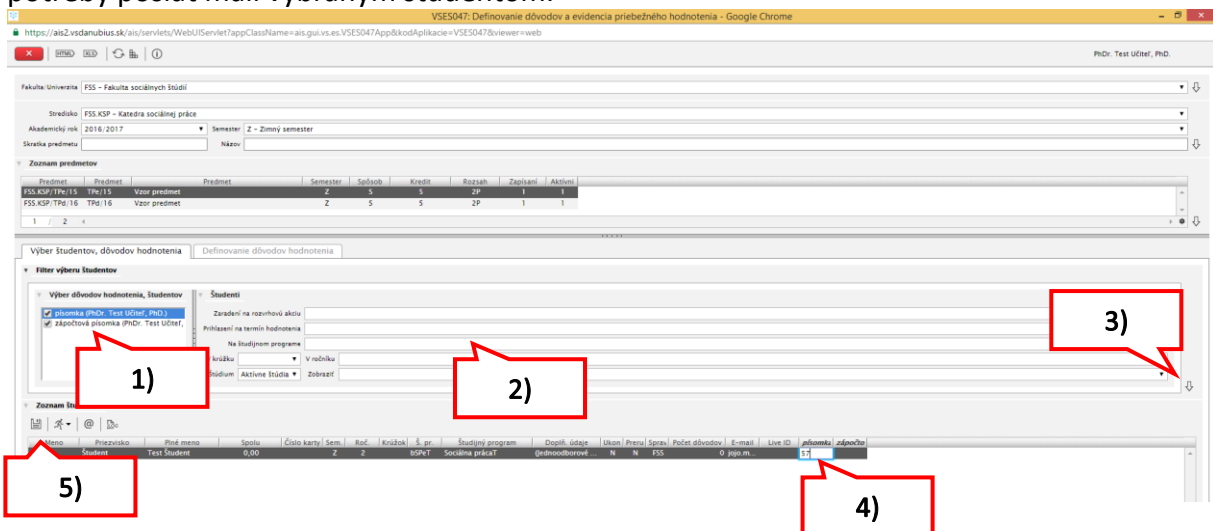 potreby poslať mail vybraným študentom.
VSES047: Definovanie dôvodov a evidencia priebežného hodnotenia - Google Chrome
https://ais2.vsdanubius.sk/ais/servlets/WebUIServlet?appClassName=ais.gui.vs.es.VSES047App&kodAplikacie=VSES047&viewer=web
HTML XLS PhDr. Test Učiteľ, PhD.
Fakulta/Univerzita FSS – Fakulta sociálnych štúdií
Stredisko FSS.KSP – Katedra sociálnej práce
Akademický rok 2016/2017 Semester Z – Zimný semester
Skratka predmetu Názov
Zoznam predmetov
Predmet Predmet Predmet Semester Spôsob Kredit Rozsah Zapísaní Aktívni
FSS.KSP/TPe/15 TPe/15 Vzor predmet Z S 5 2P 1 1
FSS.KSP/TPd/16 TPd/16 Vzor predmet Z S 5 2P 1 1
1 / 2
Výber študentov, dôvodov hodnotenia Definovanie dôvodov hodnotenia
Filter výberu študentov
Výber dôvodov hodnotenia, študentov Študenti
písomka (PhDr. Test Učiteľ, PhD.) Zaradení na rozvrhovú akciu
zápočtová písomka (PhDr. Test Učiteľ, Prihlásení na termín hodnotenia
Na študijnom programe
krúžku V ročníku
Štúdium Aktívne štúdia Zobraziť
1)
2)
3)
Zoznam
@
Meno Priezvisko Plné meno Spolu Číslo karty Sem. Roč. Krúžok Š. pr. Študijný program Doplň. údaje Ukon Preru Sprav Počet dôvodov E-mail Live ID písomka zápočto
Študent Test Študent 0,00 Z 2 bSPeT Sociálna prácaT (Jednoodborové ... N N FSS 0 jojo.m... 57
5)
4)